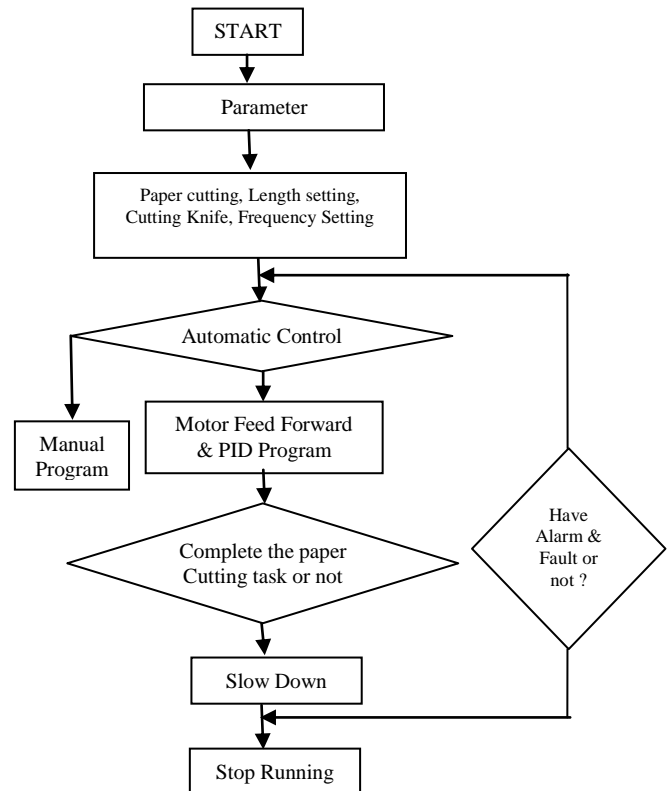 START
Parameter
Paper cutting, Length setting,
Cutting Knife, Frequency Setting
Automatic Control
Manual
Program
Motor Feed Forward
& PID Program
Complete the paper
Cutting task or not
Have
Alarm &
Fault or
not ?
Slow Down
Stop Running